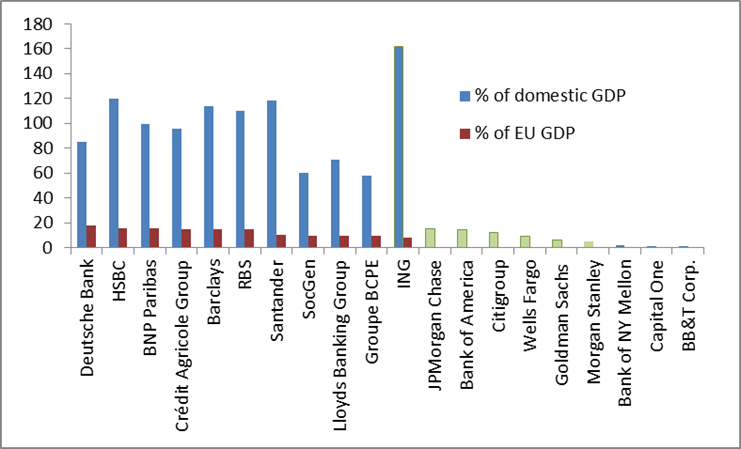 180
160
140
120
100
80
60
40
20
0
% of domestic GDP
% of EU GDP
Deutsche Bank
HSBC
BNP Paribas
Crédit Agricole Group
Barclays
RBS
Santander
SocGen
Lloyds Banking Group
Groupe BCPE
ING
JPMorgan Chase
Bank of America
Citigroup
Wells Fargo
Goldman Sachs
Morgan Stanley
Bank of NY Mellon
Capital One
BB&T Corp.